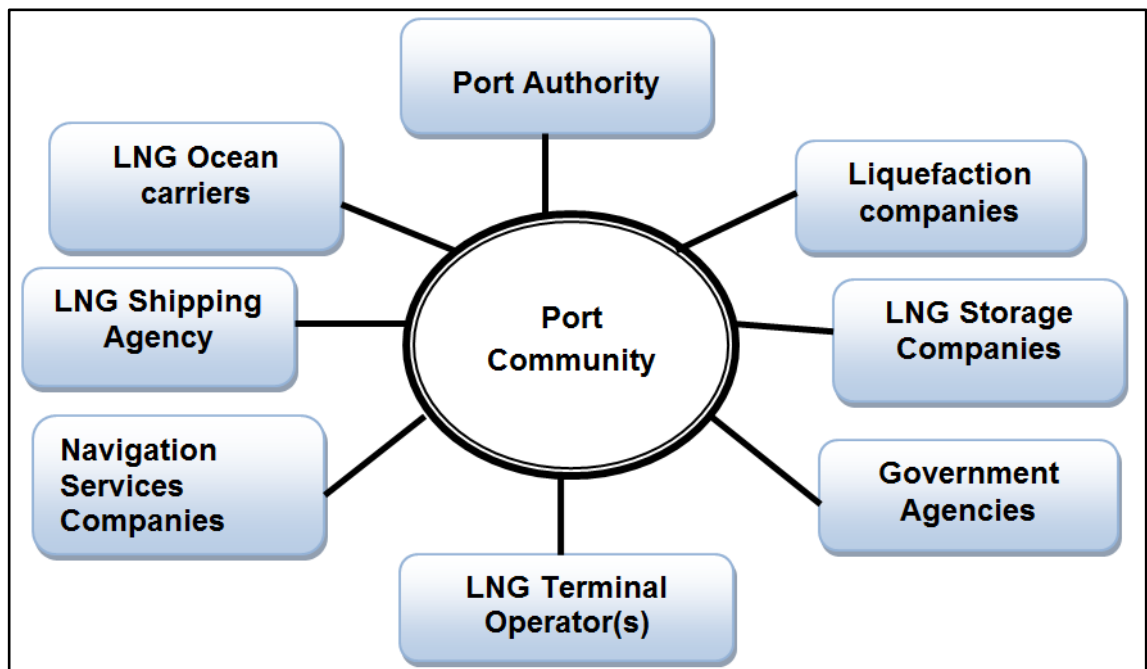 Port Authority
LNG Ocean
carriers
Liquefaction
companies
LNG Shipping
Agency
Port
Community
LNG Storage
Companies
Navigation
Services
Companies
Government
Agencies
LNG Terminal
Operator(s)